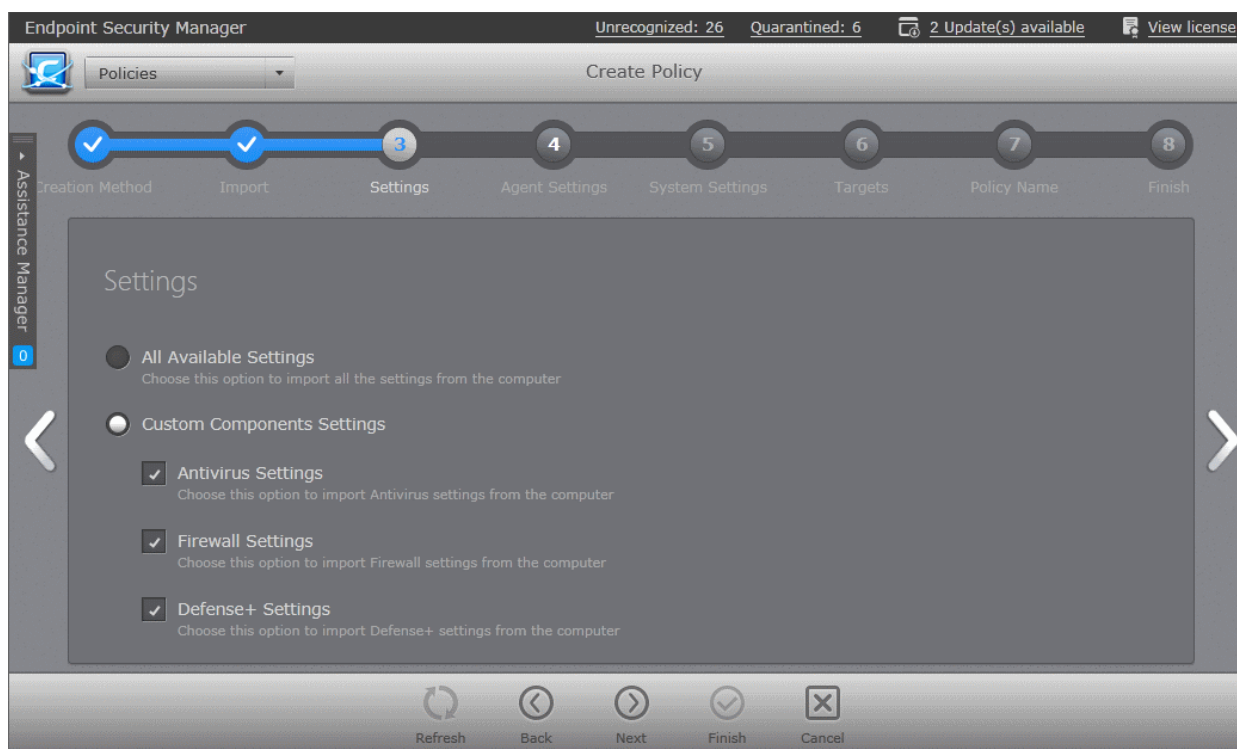 Endpoint Security Manager
Unrecognized: 26
Quarantined: 6
2 Update(s) available
View license
Policies
Create Policy
3
4
5
6
7
8
Creation Method
Import
Settings
Agent Settings
System Settings
Targets
Policy Name
Finish
Assistance Manager
0
Settings
All Available Settings
Choose this option to import all the settings from the computer
Custom Components Settings
Antivirus Settings
Choose this option to import Antivirus settings from the computer
Firewall Settings
Choose this option to import Firewall settings from the computer
Defense+ Settings
Choose this option to import Defense+ settings from the computer
Refresh
Back
Next
Finish
Cancel